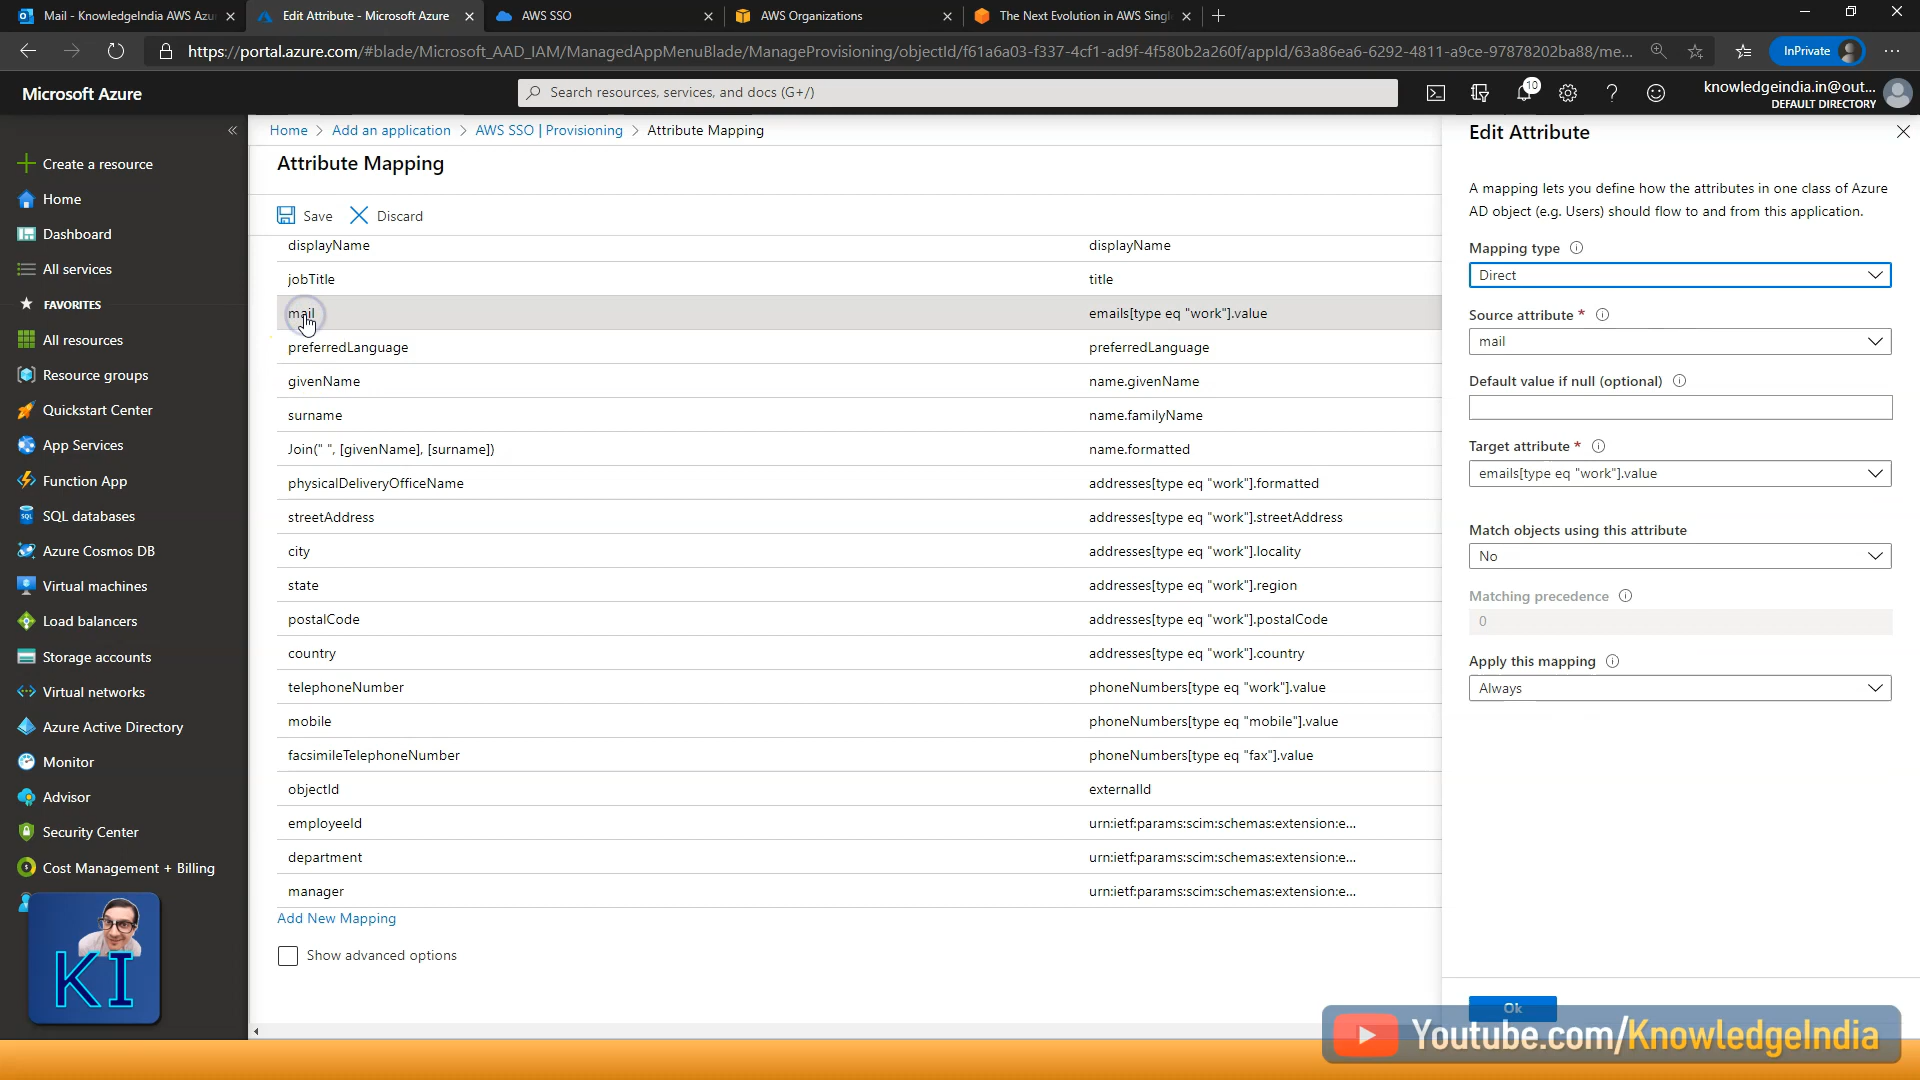 Mail - KnowledgeIndia AWS Azu
Edit Attribute - Microsoft Azure
AWS SSO
AWS Organizations
The Next Evolution in AWS Singl
https://portal.azure.com/#blade/Microsoft_AAD_IAM/ManagedAppMenuBlade/ManageProvisioning/objectId/f61a6a03-f337-4cf1-ad9f-4f580b2a260f/appId/63a86ea6-6292-4811-a9ce-97878202ba88/me...
InPrivate
Microsoft Azure
Search resources, services, and docs (G+/)
10
knowledgeindia.in@out...
DEFAULT DIRECTORY
Create a resource
Home
Dashboard
All services
FAVORITES
All resources
Resource groups
Quickstart Center
App Services
Function App
SQL databases
Azure Cosmos DB
Virtual machines
Load balancers
Storage accounts
Virtual networks
Azure Active Directory
Monitor
Advisor
Security Center
Cost Management + Billing
KI
Home > Add an application > AWS SSO | Provisioning > Attribute Mapping
Attribute Mapping
Save
Discard
displayName displayName
jobTitle title
mail emails[type eq "work"].value
preferredLanguage preferredLanguage
givenName name.givenName
surname name.familyName
Join(" ", [givenName], [surname]) name.formatted
physicalDeliveryOfficeName addresses[type eq "work"].formatted
streetAddress addresses[type eq "work"].streetAddress
city addresses[type eq "work"].locality
state addresses[type eq "work"].region
postalCode addresses[type eq "work"].postalCode
country addresses[type eq "work"].country
telephoneNumber phoneNumbers[type eq "work"].value
mobile phoneNumbers[type eq "mobile"].value
facsimileTelephoneNumber phoneNumbers[type eq "fax"].value
objectId externalId
employeeId urn:ietf:params:scim:schemas:extension:e...
department urn:ietf:params:scim:schemas:extension:e...
manager urn:ietf:params:scim:schemas:extension:e...
Add New Mapping
Show advanced options
Edit Attribute
A mapping lets you define how the attributes in one class of Azure
AD object (e.g. Users) should flow to and from this application.
Mapping type
Direct
Source attribute *
mail
Default value if null (optional)
Target attribute *
emails[type eq "work"].value
Match objects using this attribute
No
Matching precedence
0
Apply this mapping
Always
Ok
Youtube.com/KnowledgeIndia